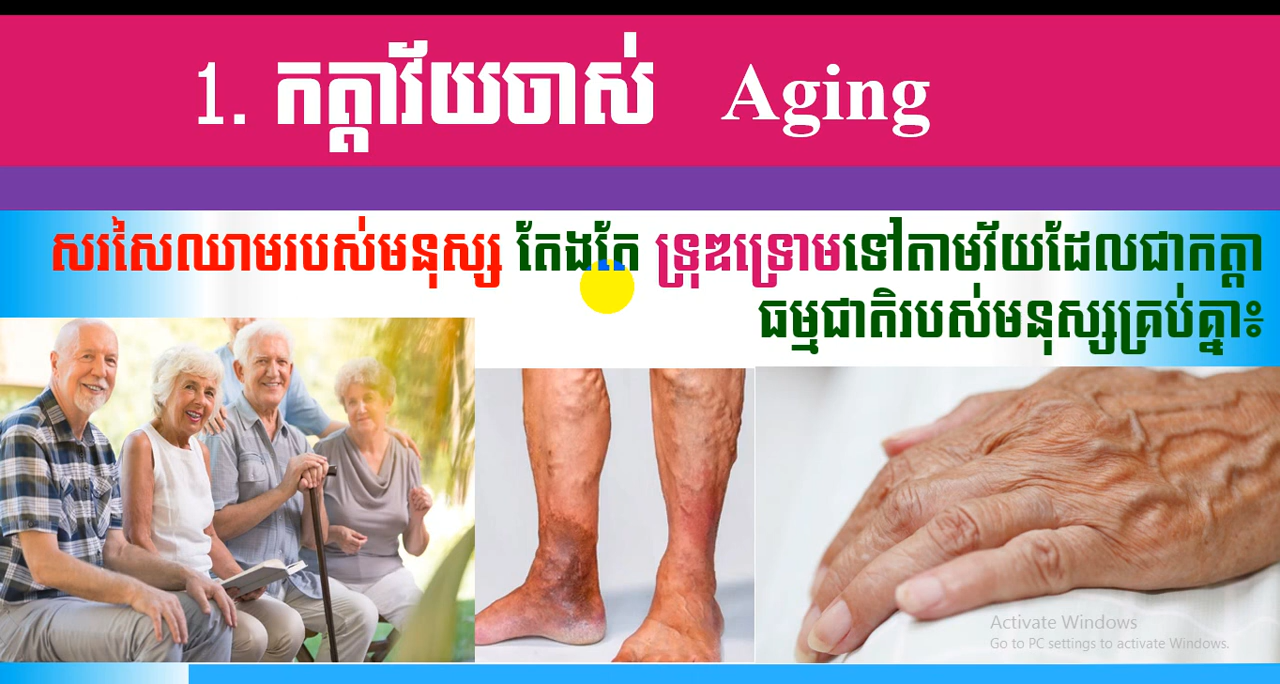 1. កត្តាវ័យចាស់ Aging
សរសៃឈាមរបស់មនុស្ស តែងតែ ទ្រុឌទ្រោមទៅតាមវ័យដែលជាកត្តា
ធម្មជាតិរបស់មនុស្សគ្រប់គ្នា៖
Activate Windows
Go to PC settings to activate Windows.